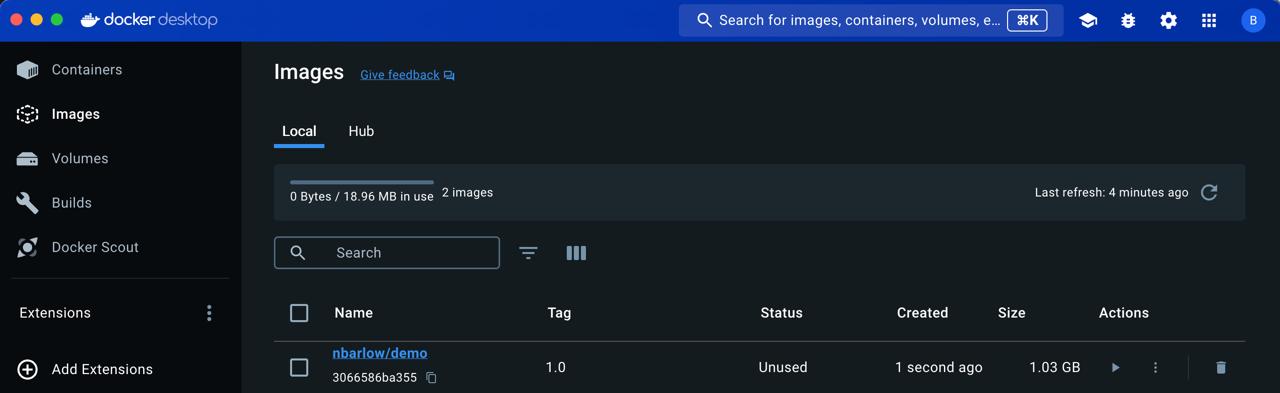 docker desktop
Search for images, containers, volumes, e... ⌘K
B
Containers
Images
Volumes
Builds
Docker Scout
Extensions
Add Extensions
Images Give feedback
Local Hub
0 Bytes / 18.96 MB in use 2 images Last refresh: 4 minutes ago
Search
Name Tag Status Created Size Actions
nbarlow/demo
3066586ba355
1.0 Unused 1 second ago 1.03 GB